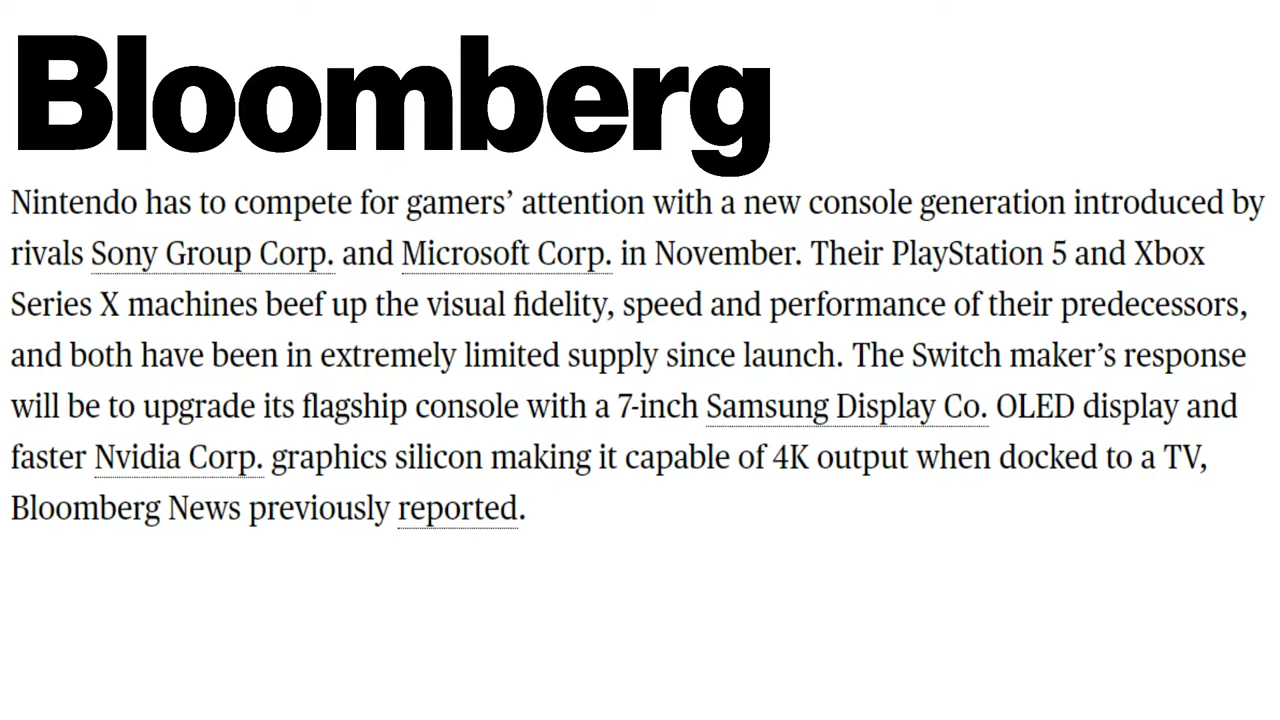 Bloomberg
Nintendo has to compete for gamers’ attention with a new console generation introduced by
rivals Sony Group Corp. and Microsoft Corp. in November. Their PlayStation 5 and Xbox
Series X machines beef up the visual fidelity, speed and performance of their predecessors,
and both have been in extremely limited supply since launch. The Switch maker’s response
will be to upgrade its flagship console with a 7-inch Samsung Display Co. OLED display and
faster Nvidia Corp. graphics silicon making it capable of 4K output when docked to a TV,
Bloomberg News previously reported.